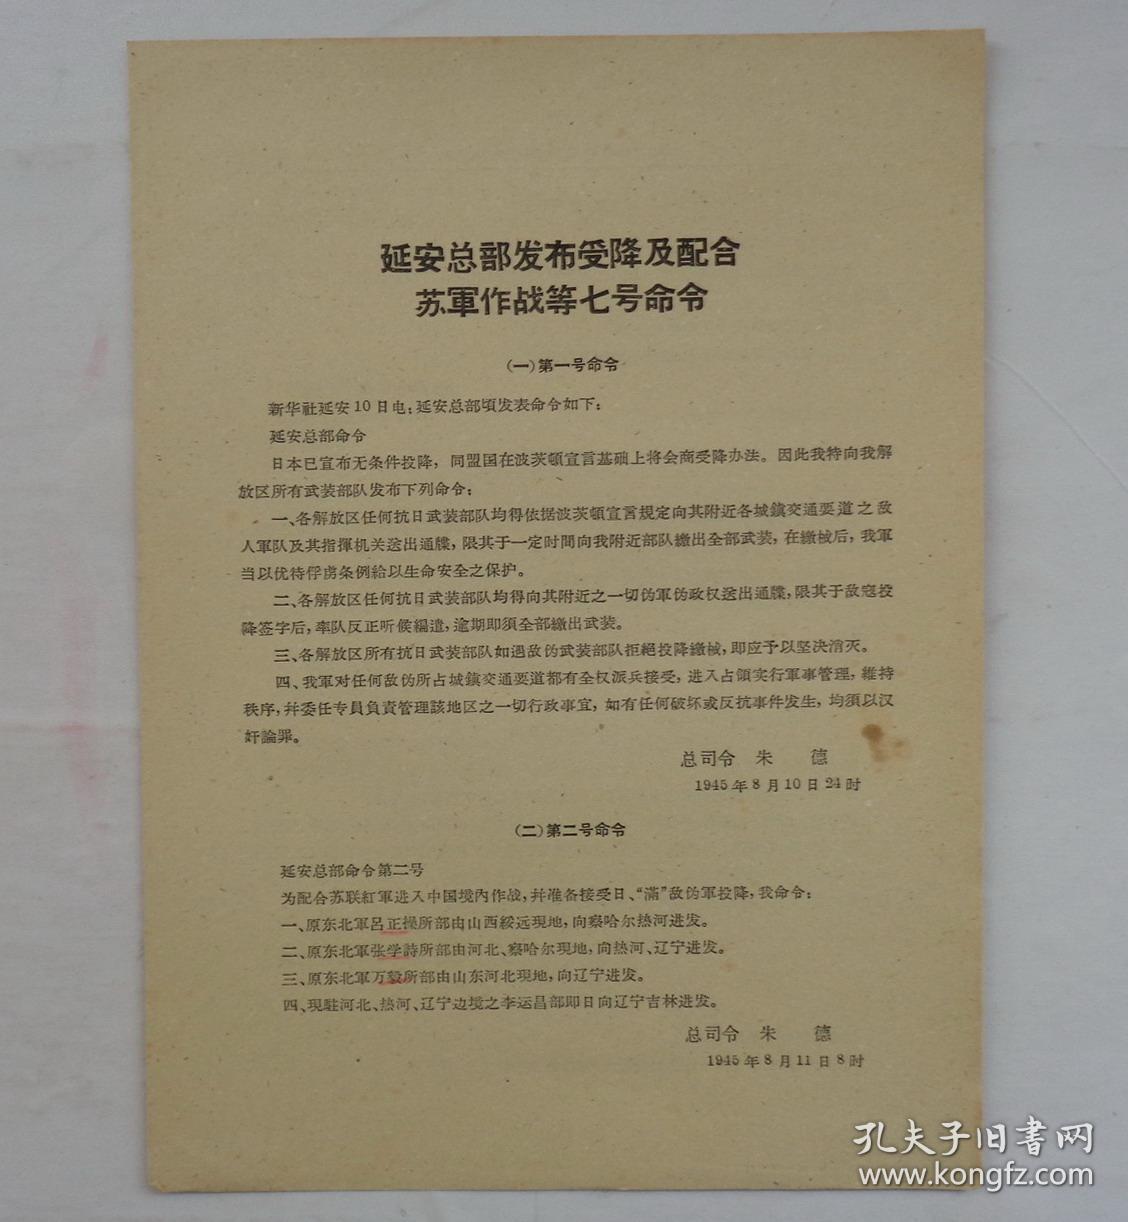 延安总部发布受降及配合
苏軍作战等七号命令
(一)第一号命令
新华社延安10日电:延安总部頃发表命令如下:
延安总部命令
日本已宣布无条件投降，同盟国在波茨頓宣言基础上将会商受降办法。因此我特向我解
放区所有武装部队发布下列命令:
一、各解放区任何抗日武装部队均得依据波茨頓宣言規定向其附近各城鎭交通要道之敌
人軍队及其指揮机关送出通牒，限其于一定时間向我附近部队繳出全部武装，在繳械后，我軍
当以优待俘虏条例給以生命安全之保护。
二、各解放区任何抗日武装部队均得向其附近之一切伪軍伪政权送出通牒，限其于敌寇投
降签字后，率队反正听候編遣，逾期即須全部繳出武装。
三、各解放区所有抗日武装部队如遇敌伪武装部队拒絕投降繳械，即应予以坚决消灭。
四、我軍对任何敌伪所占城鎭交通要道都有全权派兵接受，进入占領实行軍事管理，維持
秩序，幷委任专員負責管理該地区之一切行政事宜，如有任何破坏或反抗事件发生，均須以汉
奸論罪。
总司令 朱 德
1945年8月10日24时
(二)第二号命令
延安总部命令第二号
为配合苏联紅軍进入中国境內作战，幷准备接受日、“滿”敌伪軍投降，我命令:
一、原东北軍呂正操所部由山西綏远現地，向察哈尔热河进发。
二、原东北軍张学詩所部由河北、察哈尔現地，向热河、辽宁进发。
三、原东北軍万毅所部由山东河北現地，向辽宁进发。
四、現駐河北、热河、辽宁边境之李运昌部即日向辽宁吉林进发。
总司令 朱 德
1945年8月11日8时
孔夫子旧書网
www.kongfz.com